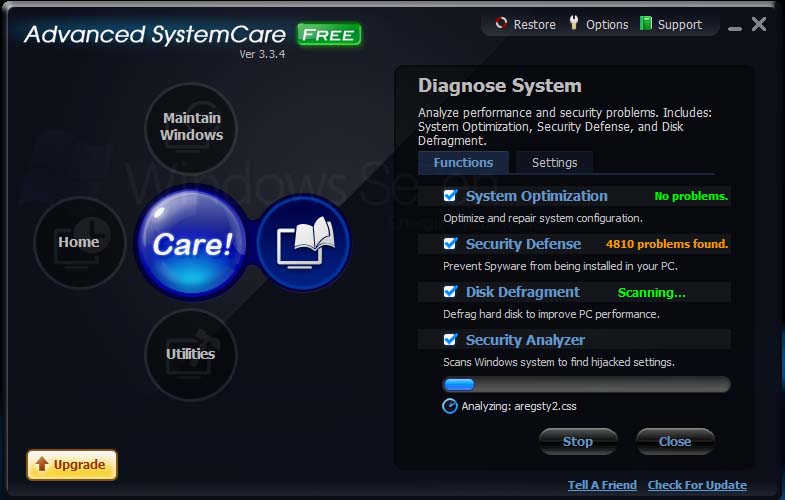 Advanced SystemCare FREE
Ver 3.3.4
Restore Options Support
Maintain
Windows
Home
Care!
Utilities
Upgrade
Diagnose System
Analyze performance and security problems. Includes:
System Optimization, Security Defense, and Disk
Defragment.
Functions Settings
System Optimization No problems.
Optimize and repair system configuration.
Security Defense 4810 problems found.
Prevent Spyware from being installed in your PC.
Disk Defragment Scanning...
Defrag hard disk to improve PC performance.
Security Analyzer
Scans Windows system to find hijacked settings.
Analyzing: aregsty2.css
Stop Close
Tell A Friend Check For Update